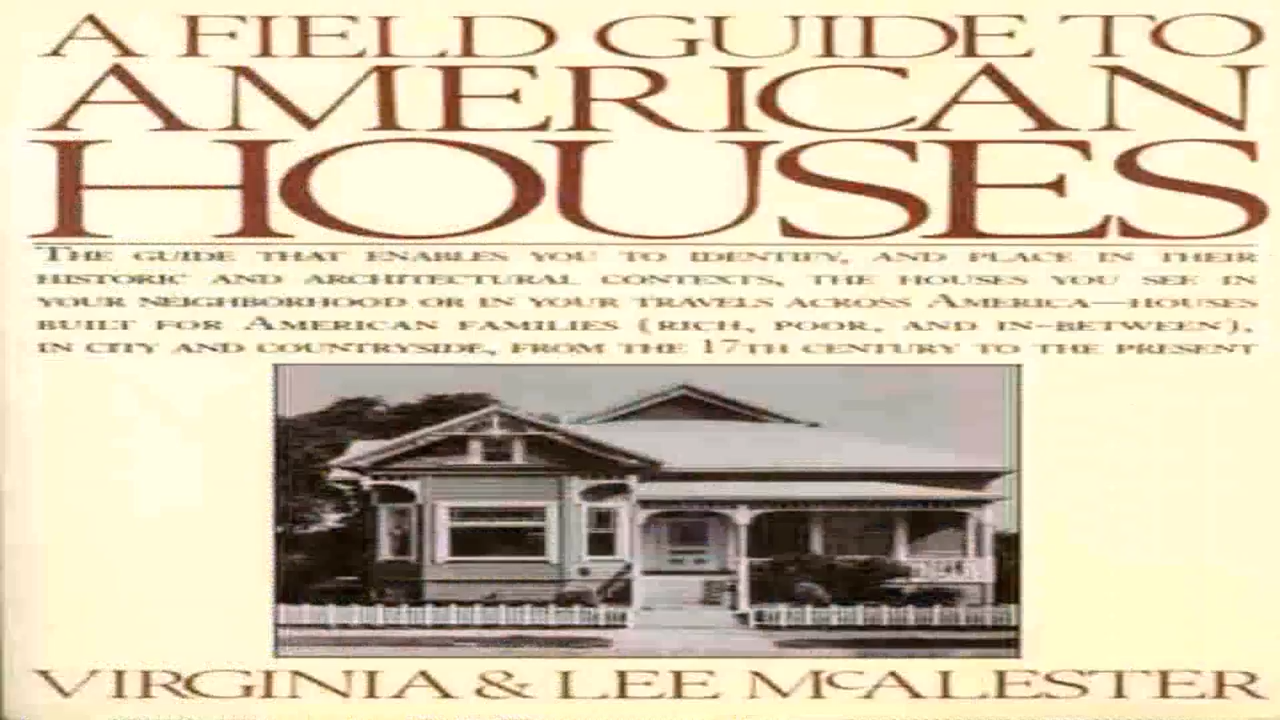 A FIELD GUIDE TO
AMERICAN
HOUSES
THE GUIDE THAT ENABLES YOU TO IDENTIFY, AND PLACE IN THEIR
HISTORIC AND ARCHITECTURAL CONTEXTS, THE HOUSES YOU SEE IN
YOUR NEIGHBORHOOD OR IN YOUR TRAVELS ACROSS AMERICA—HOUSES
BUILT FOR AMERICAN FAMILIES (RICH, POOR, AND IN-BETWEEN),
IN CITY AND COUNTRYSIDE, FROM THE 17TH CENTURY TO THE PRESENT
VIRGINIA & LEE McALESTER